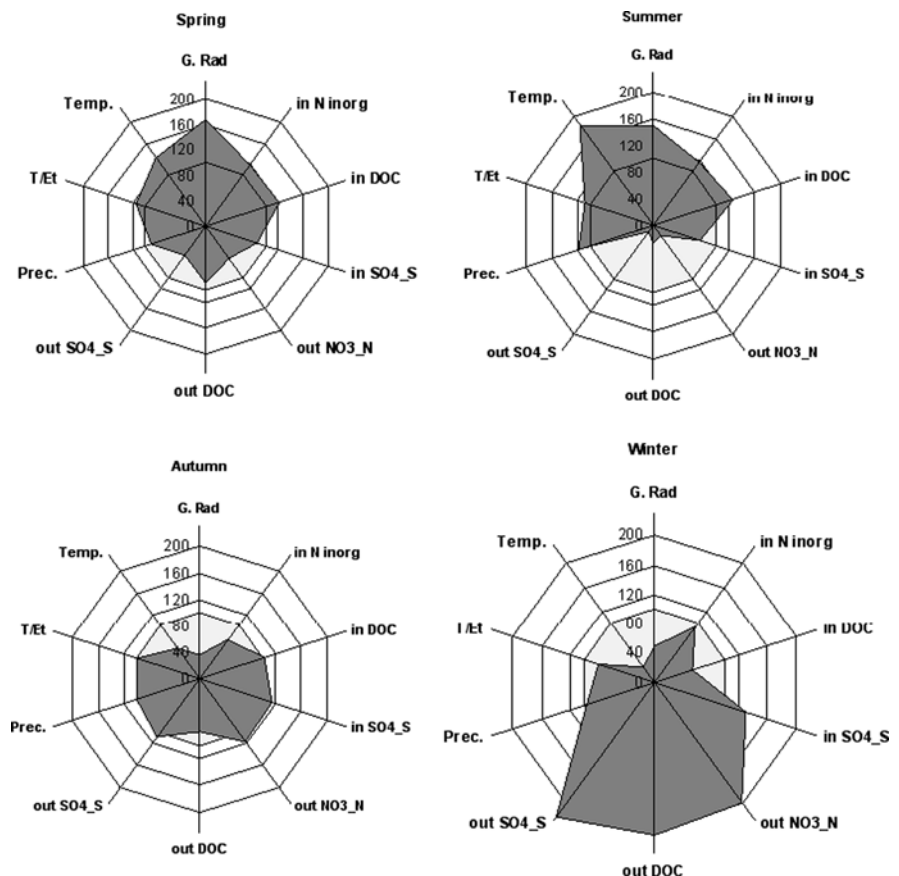 Spring
G. Rad
Temp.
200
in N inorg
160
120
T/Et
80
in DOC
40
0
Prec.
in SO4_S
out SO4_S
out NO3_N
out DOC
Summer
G. Rad
Temp.
200
in N inorg
160
120
T/Et
80
in DOC
40
0
Prec.
in SO4_S
out SO4_S
out NO3_N
out DOC
Autumn
G. Rad
Temp.
200
in N inorg
160
120
T/Et
80
in DOC
40
0
Prec.
in SO4_S
out SO4_S
out NO3_N
out DOC
Winter
G. Rad
Temp.
200
in N inorg
160
120
T/Et
80
in DOC
40
0
Prec.
in SO4_S
out SO4_S
out NO3_N
out DOC